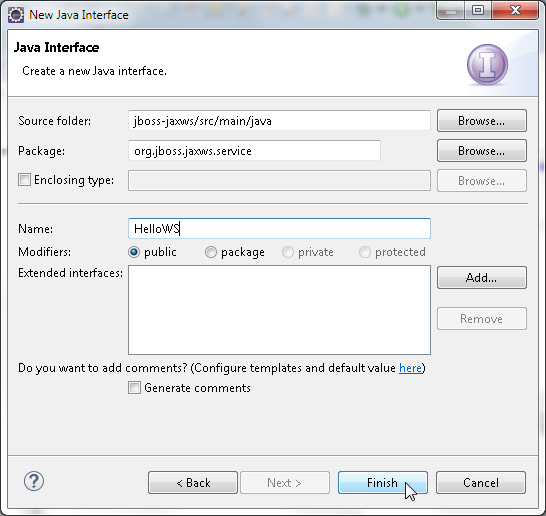 New Java Interface
Java Interface
Create a new Java interface.
Source folder: jboss-jaxws/src/main/java Browse...
Package: org.jboss.jaxws.service Browse...
Enclosing type: Browse...
Name: HelloWS
Modifiers: public package private protected
Extended interfaces: Add...
Remove
Do you want to add comments? (Configure templates and default value here)
Generate comments
? < Back Next > Finish Cancel